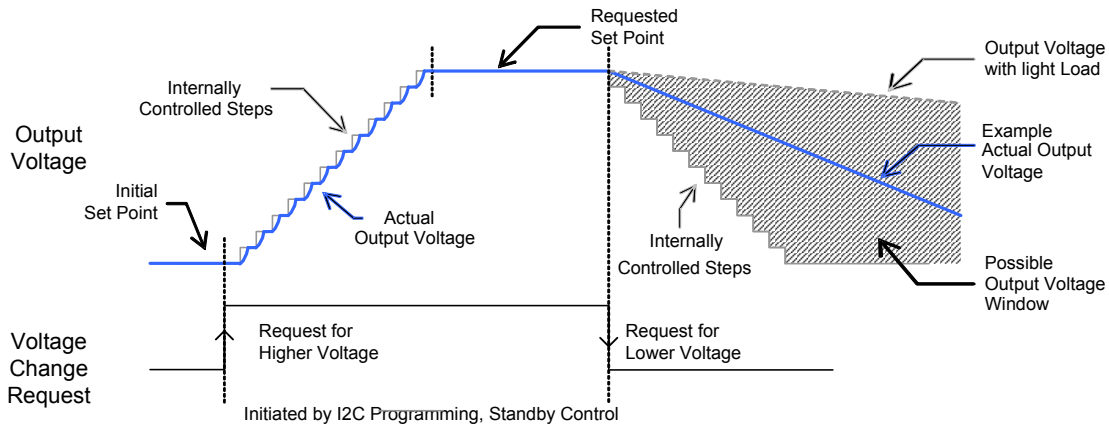 Requested
Set Point
Output Voltage
with light Load
Internally
Controlled Steps
Output
Voltage
Example
Actual Output
Voltage
Initial
Set Point
Actual
Output Voltage
Internally
Controlled Steps
Possible
Output Voltage
Window
Voltage
Change
Request
Request for
Higher Voltage
Request for
Lower Voltage
Initiated by I2C Programming, Standby Control